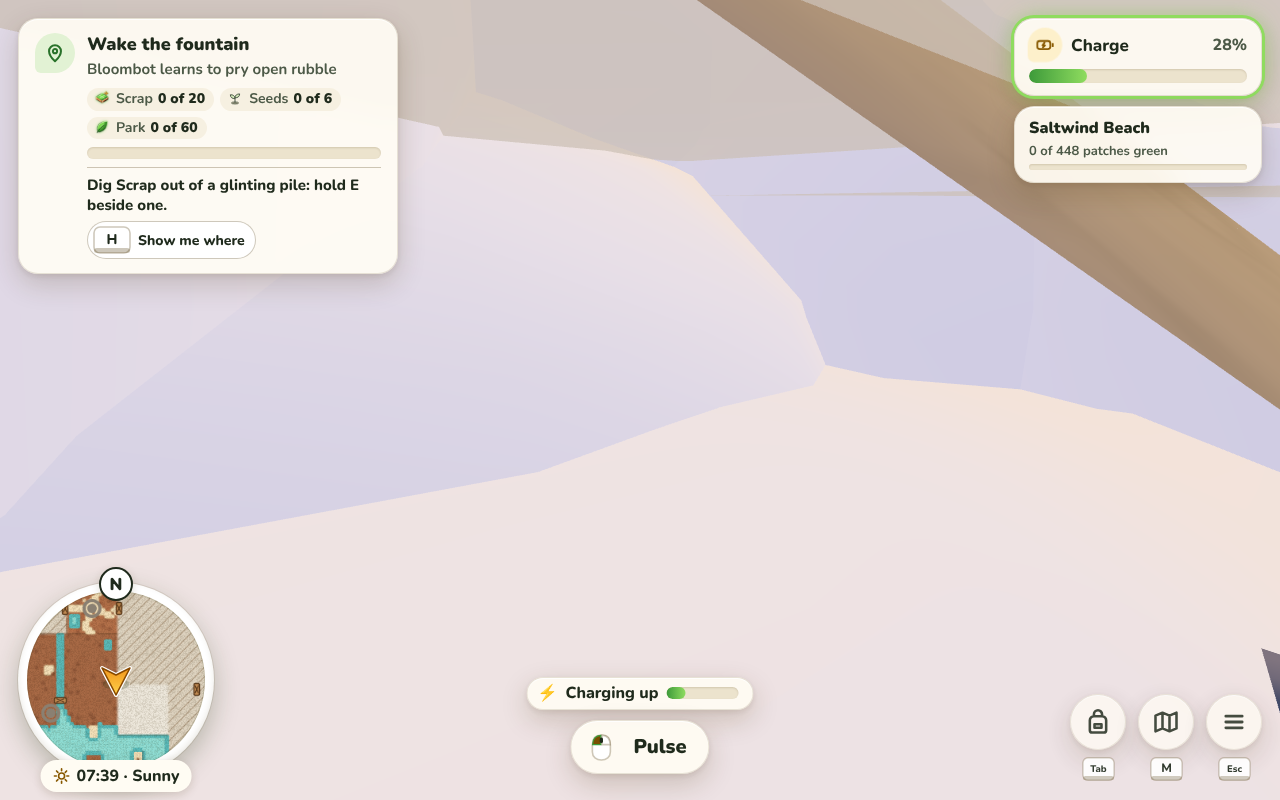 Wake the fountain
Bloombot learns to pry open rubble
Scrap 0 of 20
Seeds 0 of 6
Park 0 of 60
Dig Scrap out of a glinting pile: hold E
beside one.
H Show me where
Charge 28%
Saltwind Beach
0 of 448 patches green
N
07:39 · Sunny
Charging up
Pulse
Tab
M
Esc